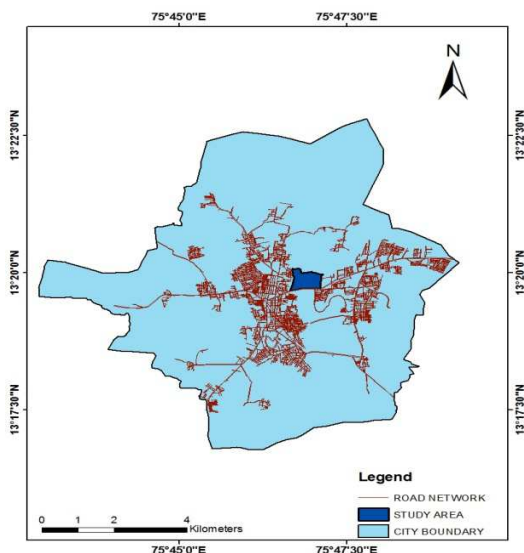 75°45'0"E 75°47'30"E
N
13°22'30"N 13°22'30"N
13°20'0"N 13°20'0"N
13°17'30"N 13°17'30"N
Legend
ROAD NETWORK
STUDY AREA
CITY BOUNDARY
0 1 2 4
Kilometers
75°45'0"E 75°47'30"E